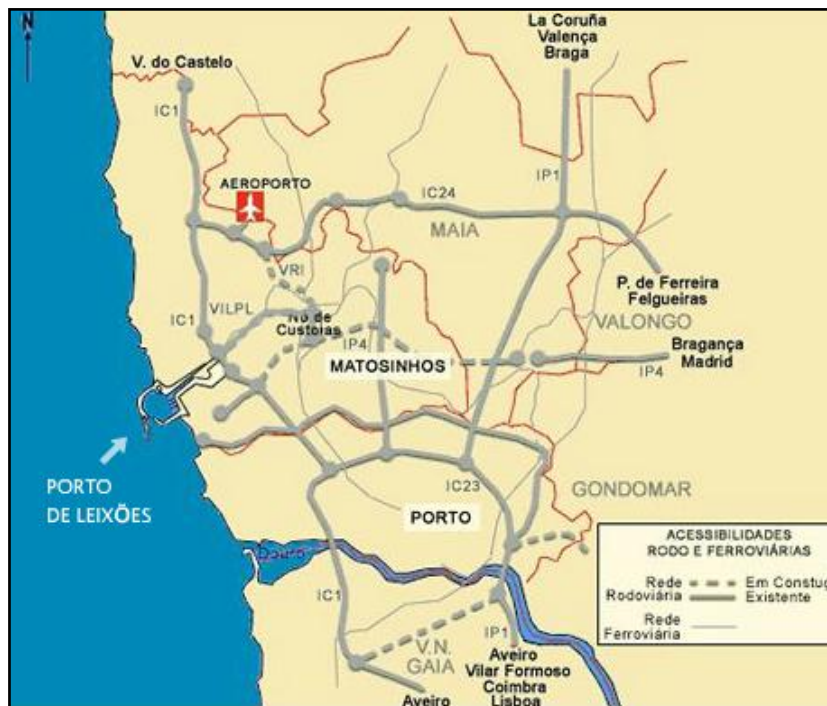 N
La Coruña
Valença
Braga
V. do Castelo
IC1
IP1
AEROPORTO
IC24
MAIA
VRI
P. de Ferreira
Felgueiras
VILPL
IC1
Nó de
Custoias
VALONGO
IP4
Bragança
Madrid
MATOSINHOS
IP4
PORTO
DE LEIXÕES
IC23
GONDOMAR
PORTO
ACESSIBILIDADES
RODO E FERROVIÁRIAS
Douro
Rede
Rodoviária
Em Constuç
Existente
IC1
Rede
Ferroviária
IP1
V.N.
GAIA
Aveiro
Vilar Formoso
Coimbra
Lisboa
Aveiro